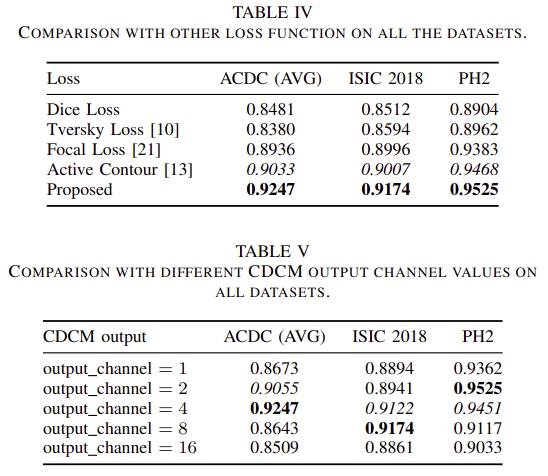 TABLE IV
COMPARISON WITH OTHER LOSS FUNCTION ON ALL THE DATASETS.
Loss ACDC (AVG) ISIC 2018 PH2
Dice Loss 0.8481 0.8512 0.8904
Tversky Loss [10] 0.8380 0.8594 0.8962
Focal Loss [21] 0.8936 0.8996 0.9383
Active Contour [13] 0.9033 0.9007 0.9468
Proposed 0.9247 0.9174 0.9525
TABLE V
COMPARISON WITH DIFFERENT CDCM OUTPUT CHANNEL VALUES ON
ALL DATASETS.
CDCM output ACDC (AVG) ISIC 2018 PH2
output_channel = 1 0.8673 0.8894 0.9362
output_channel = 2 0.9055 0.8941 0.9525
output_channel = 4 0.9247 0.9122 0.9451
output_channel = 8 0.8643 0.9174 0.9117
output_channel = 16 0.8509 0.8861 0.9033